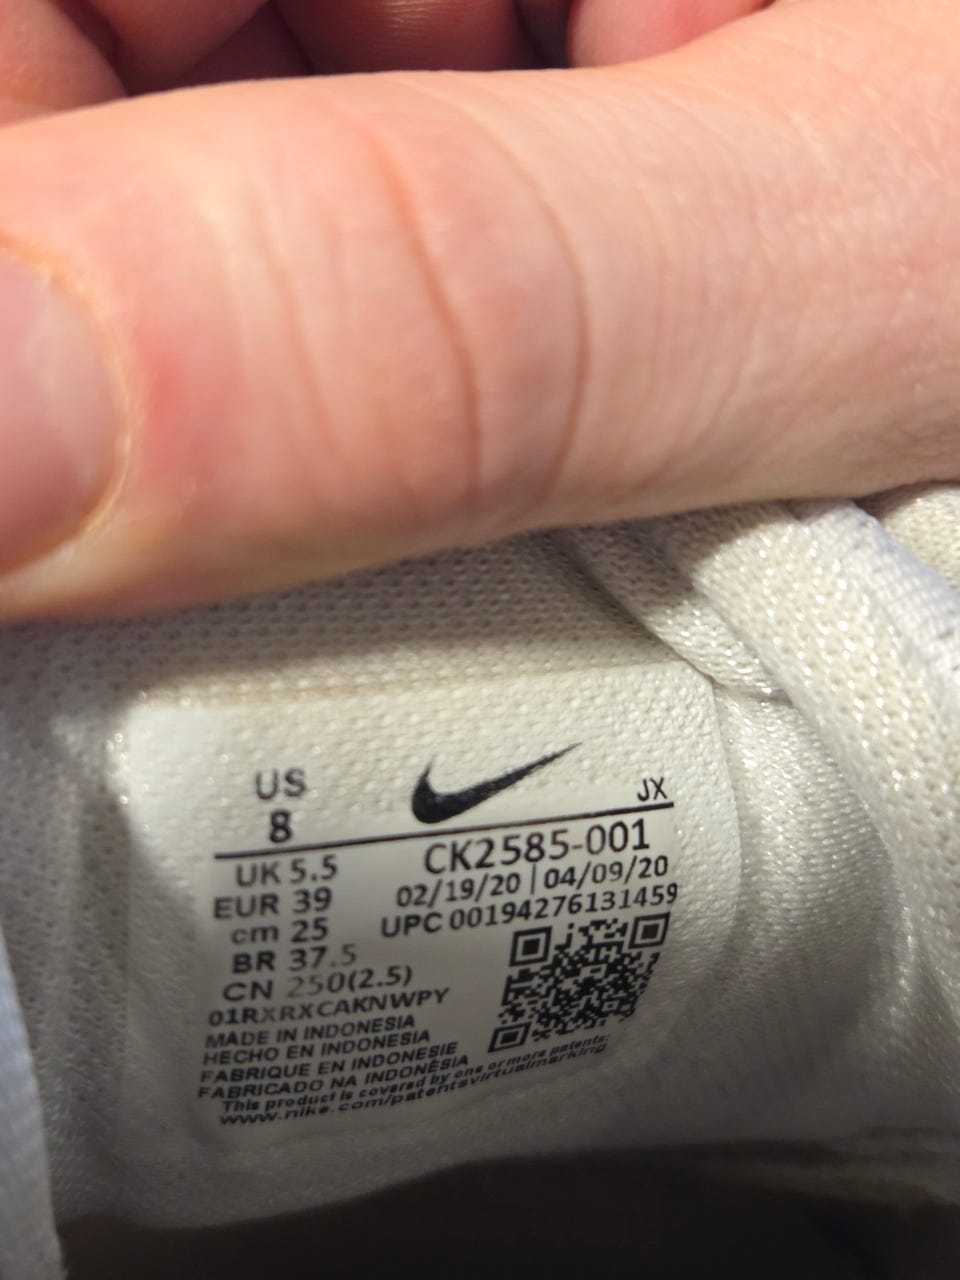 US
8
JX
UK 5.5
EUR 39
cm 25
BR 37.5
CN 250(2.5)
CK2585-001
02/19/20 | 04/09/20
UPC 00194276131459
01RXRXCAKNWPY
MADE IN INDONESIA
HECHO EN INDONESIA
FABRIQUE EN INDONESIE
FABRICADO NA INDONÉSIA
This product is covered by one or more patents:
www.nike.com/patentsvirtualmarking